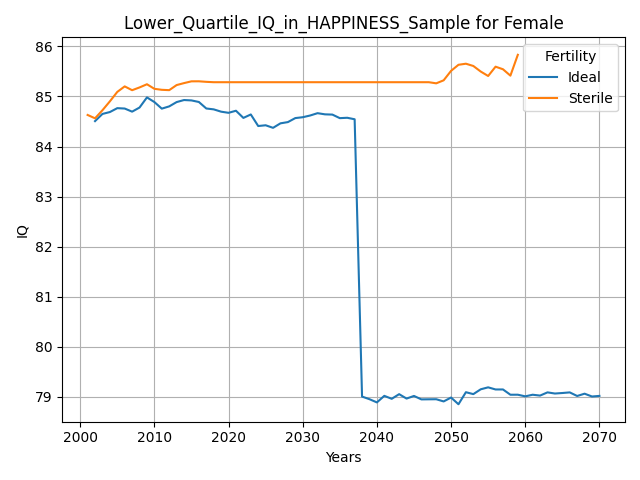 Lower_Quartile_IQ_in_HAPPINESS_Sample for Female
86
85
84
83
82
81
80
79
IQ
Fertility
Ideal
Sterile
2000 2010 2020 2030 2040 2050 2060 2070
Years